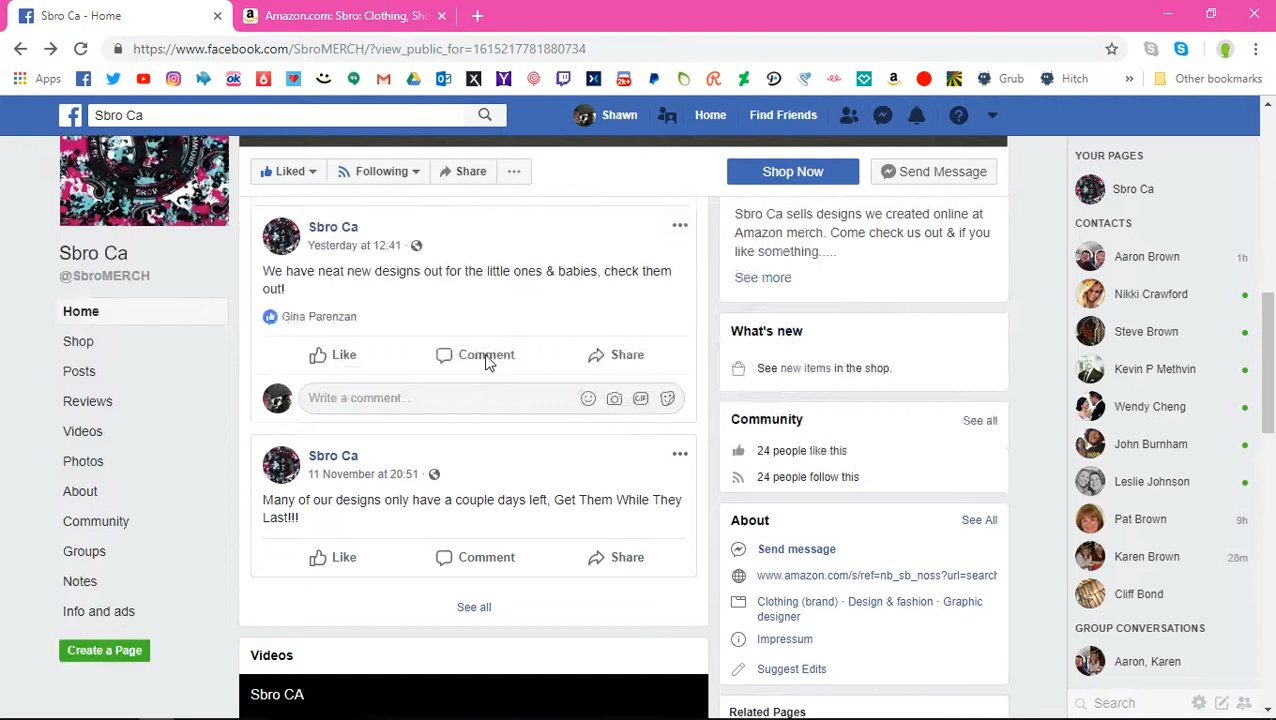 Sbro Ca - Home
Amazon.com: Sbro: Clothing, Sho
https://www.facebook.com/SbroMERCH/?view_public_for=1615217781880734
Apps
Grub
Hitch
Other bookmarks
Sbro Ca
Shawn
Home
Find Friends
Liked
Following
Share
Shop Now
Send Message
Sbro Ca
@SbroMERCH
Home
Shop
Posts
Reviews
Videos
Photos
About
Community
Groups
Notes
Info and ads
Create a Page
Sbro Ca
Yesterday at 12:41
We have neat new designs out for the little ones & babies, check them
out!
Gina Parenzan
Like
Comment
Share
Write a comment...
GIF
Sbro Ca
11 November at 20:51
Many of our designs only have a couple days left, Get Them While They
Last!!!
Like
Comment
Share
See all
Videos
Sbro CA
Sbro Ca sells designs we created online at
Amazon merch. Come check us out & if you
like something.....
See more
What's new
See new items in the shop.
Community
See all
24 people like this
24 people follow this
About
See All
Send message
www.amazon.com/s/ref=nb_sb_noss?url=search
Clothing (brand) · Design & fashion · Graphic
designer
Impressum
Suggest Edits
Related Pages
YOUR PAGES
Sbro Ca
CONTACTS
Aaron Brown 1h
Nikki Crawford
Steve Brown
Kevin P Methvin
Wendy Cheng
John Burnham
Leslie Johnson
Pat Brown 9h
Karen Brown 28m
Cliff Bond
GROUP CONVERSATIONS
Aaron, Karen
Search